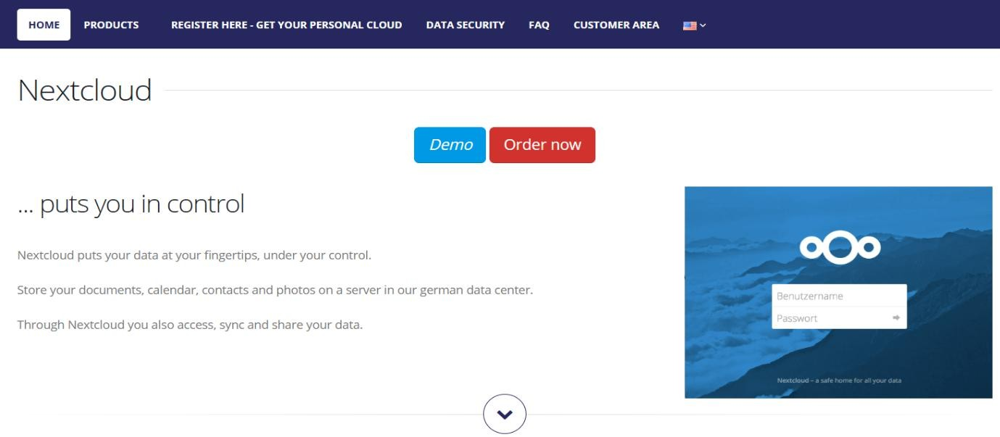 HOME PRODUCTS REGISTER HERE - GET YOUR PERSONAL CLOUD DATA SECURITY FAQ CUSTOMER AREA
Nextcloud
Demo Order now
... puts you in control
Nextcloud puts your data at your fingertips, under your control.
Store your documents, calendar, contacts and photos on a server in our german data center.
Through Nextcloud you also access, sync and share your data.
Benutzername
Passwort
Nextcloud – a safe home for all your data